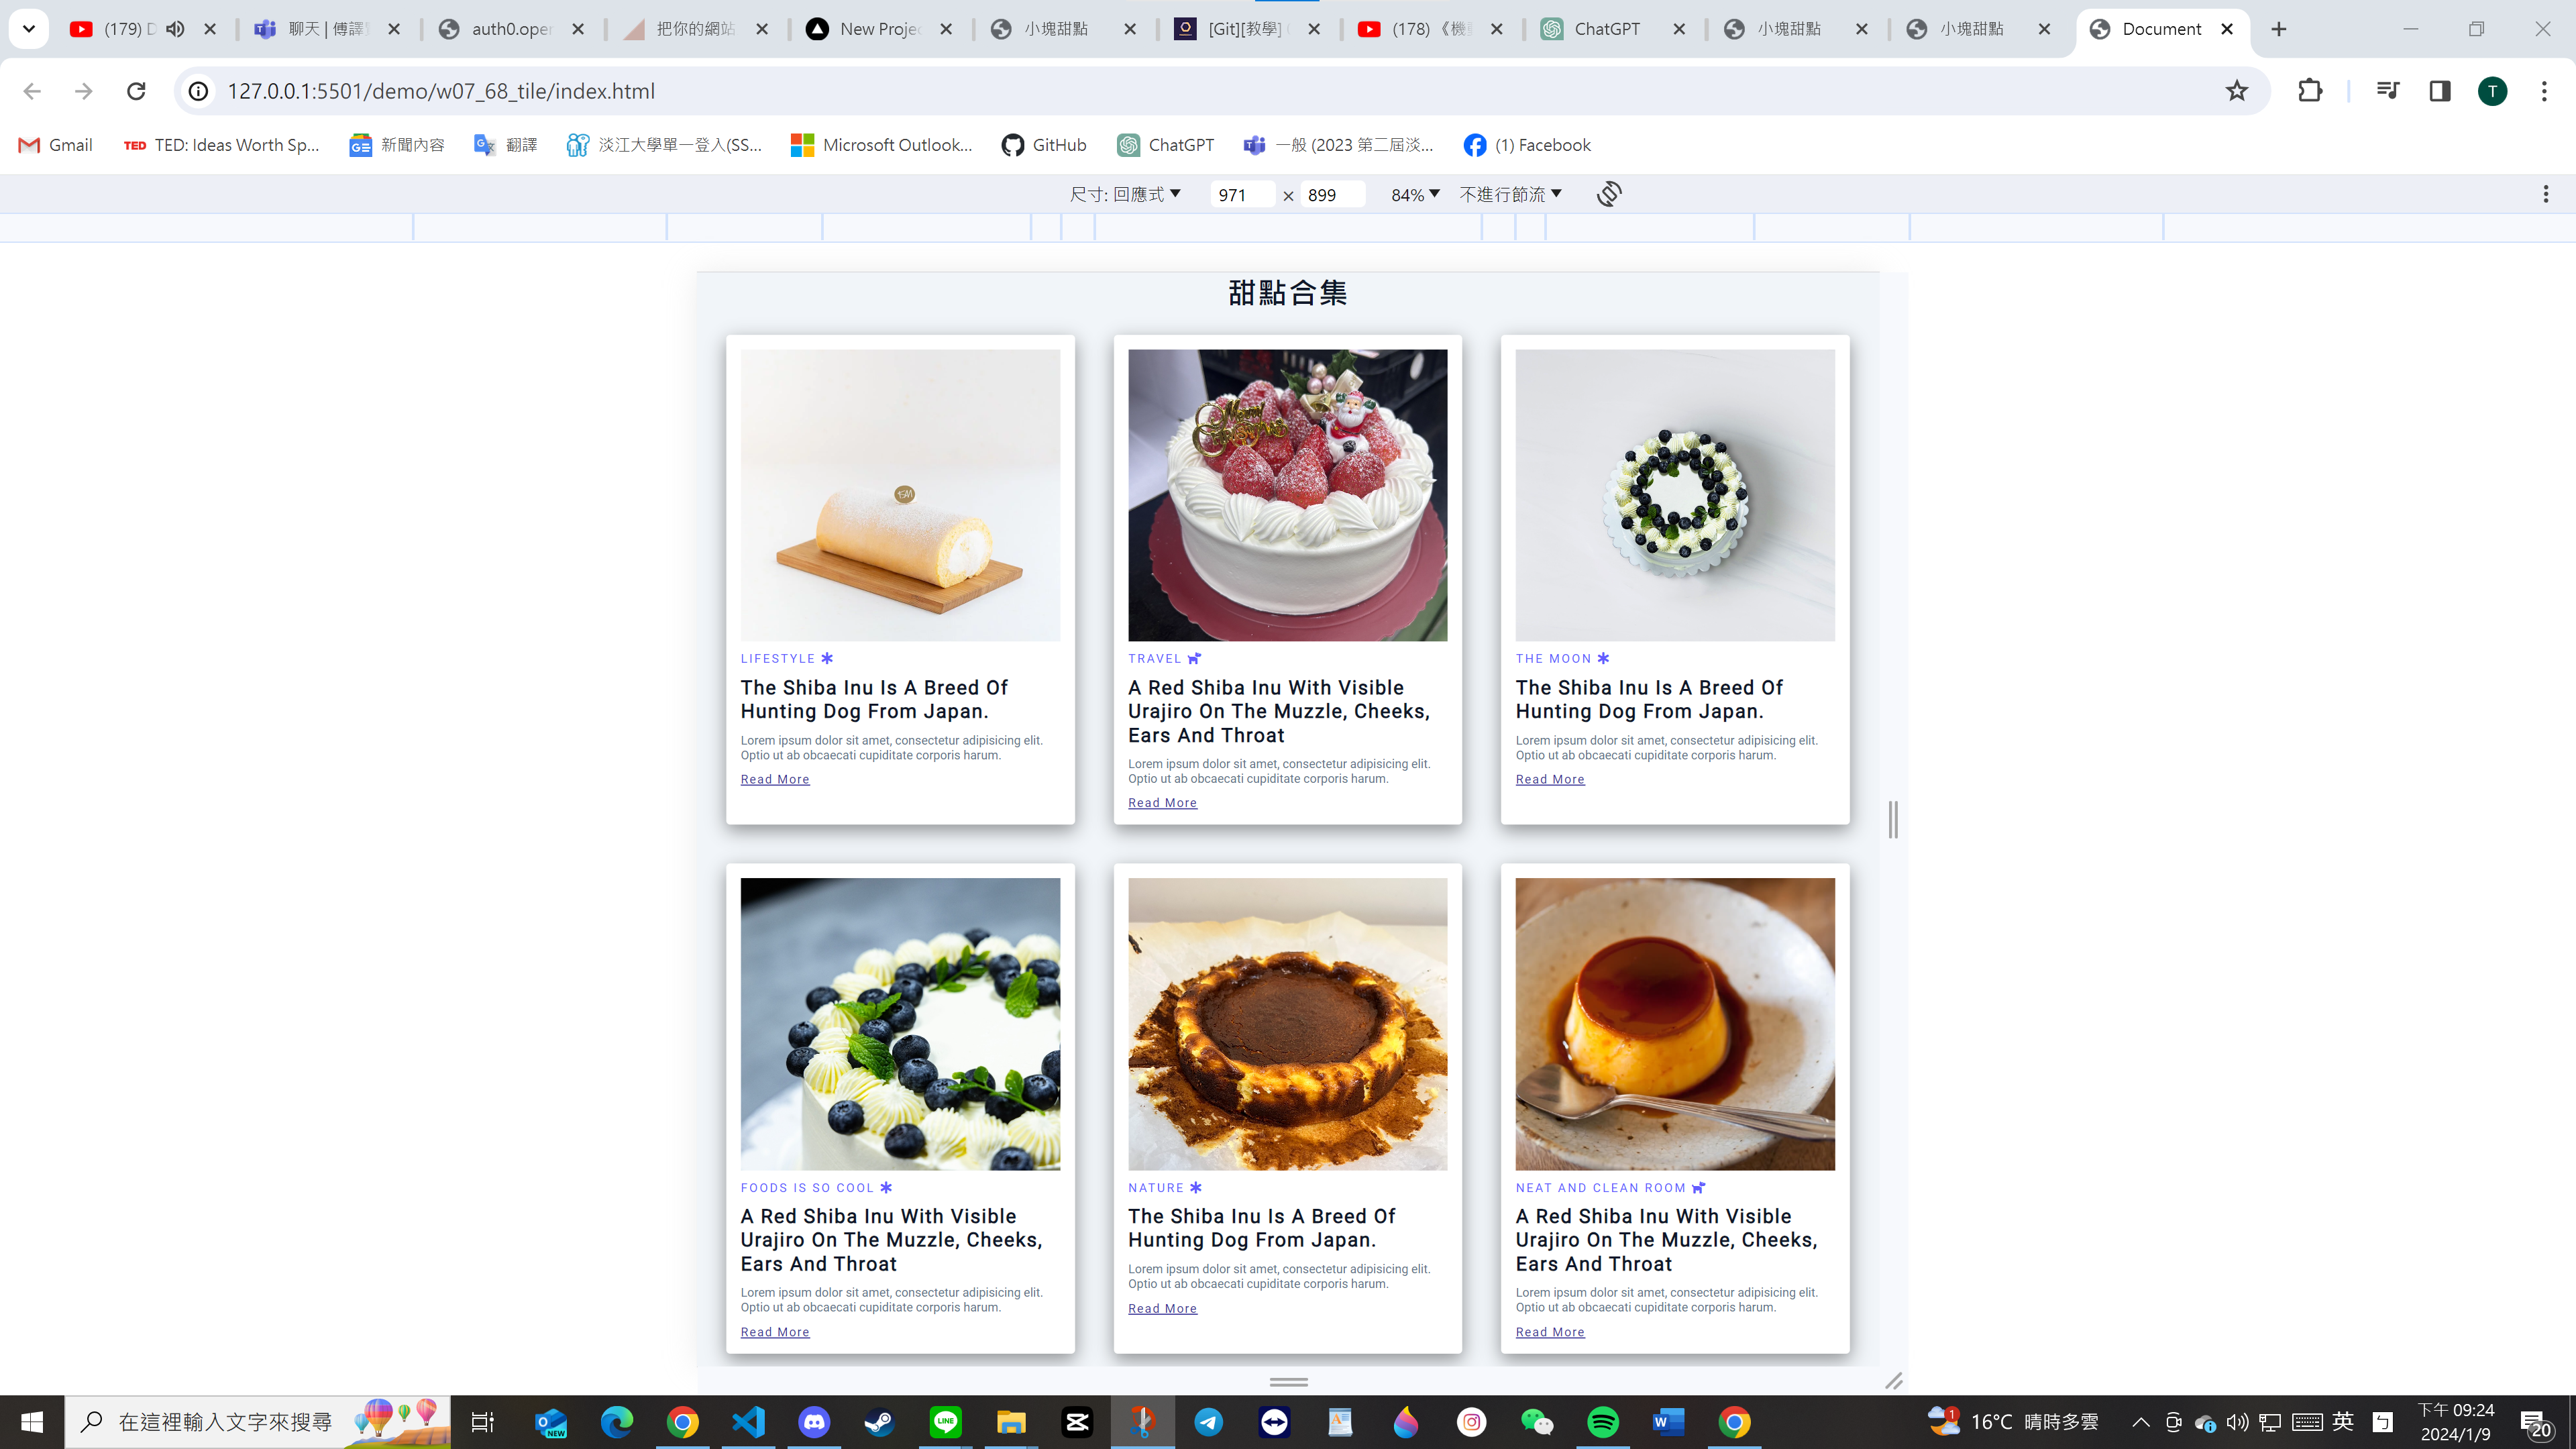 (179) D
聊天 | 傅譯
auth0.oper
把你的網站
New Projec
小塊甜點
[Git][教學] 
(178) 《機
ChatGPT
小塊甜點
小塊甜點
Document
127.0.0.1:5501/demo/w07_68_tile/index.html
T
Gmail
TED TED: Ideas Worth Sp...
新聞內容
翻譯
淡江大學單一登入(SS...
Microsoft Outlook...
GitHub
ChatGPT
一般 (2023 第二屆淡...
(1) Facebook
尺寸: 回應式 ▼ 971 × 899 84% ▼ 不進行節流 ▼
甜點合集
LIFESTYLE
The Shiba Inu Is A Breed Of
Hunting Dog From Japan.
Lorem ipsum dolor sit amet, consectetur adipisicing elit.
Optio ut ab obcaecati cupiditate corporis harum.
Read More
TRAVEL
A Red Shiba Inu With Visible
Urajiro On The Muzzle, Cheeks,
Ears And Throat
Lorem ipsum dolor sit amet, consectetur adipisicing elit.
Optio ut ab obcaecati cupiditate corporis harum.
Read More
THE MOON
The Shiba Inu Is A Breed Of
Hunting Dog From Japan.
Lorem ipsum dolor sit amet, consectetur adipisicing elit.
Optio ut ab obcaecati cupiditate corporis harum.
Read More
FOODS IS SO COOL
A Red Shiba Inu With Visible
Urajiro On The Muzzle, Cheeks,
Ears And Throat
Lorem ipsum dolor sit amet, consectetur adipisicing elit.
Optio ut ab obcaecati cupiditate corporis harum.
Read More
NATURE
The Shiba Inu Is A Breed Of
Hunting Dog From Japan.
Lorem ipsum dolor sit amet, consectetur adipisicing elit.
Optio ut ab obcaecati cupiditate corporis harum.
Read More
NEAT AND CLEAN ROOM
A Red Shiba Inu With Visible
Urajiro On The Muzzle, Cheeks,
Ears And Throat
Lorem ipsum dolor sit amet, consectetur adipisicing elit.
Optio ut ab obcaecati cupiditate corporis harum.
Read More
在這裡輸入文字來搜尋
NEW
LINE
1
16°C 晴時多雲
英
下午 09:24
2024/1/9
20